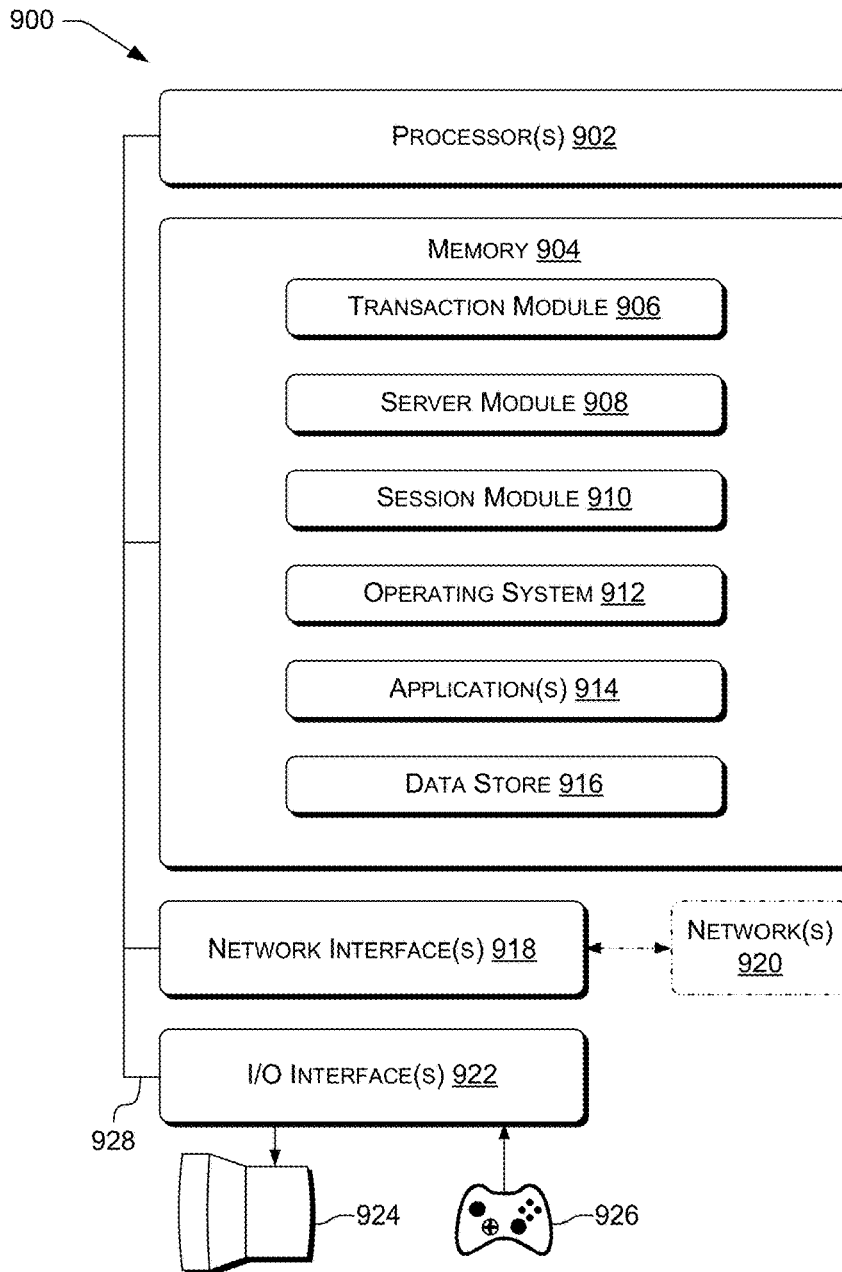 900
PROCESSOR(S) 902
MEMORY 904
TRANSACTION MODULE 906
SERVER MODULE 908
SESSION MODULE 910
OPERATING SYSTEM 912
APPLICATION(S) 914
DATA STORE 916
NETWORK INTERFACE(S) 918
NETWORK(S)
920
I/O INTERFACE(S) 922
928
924
926